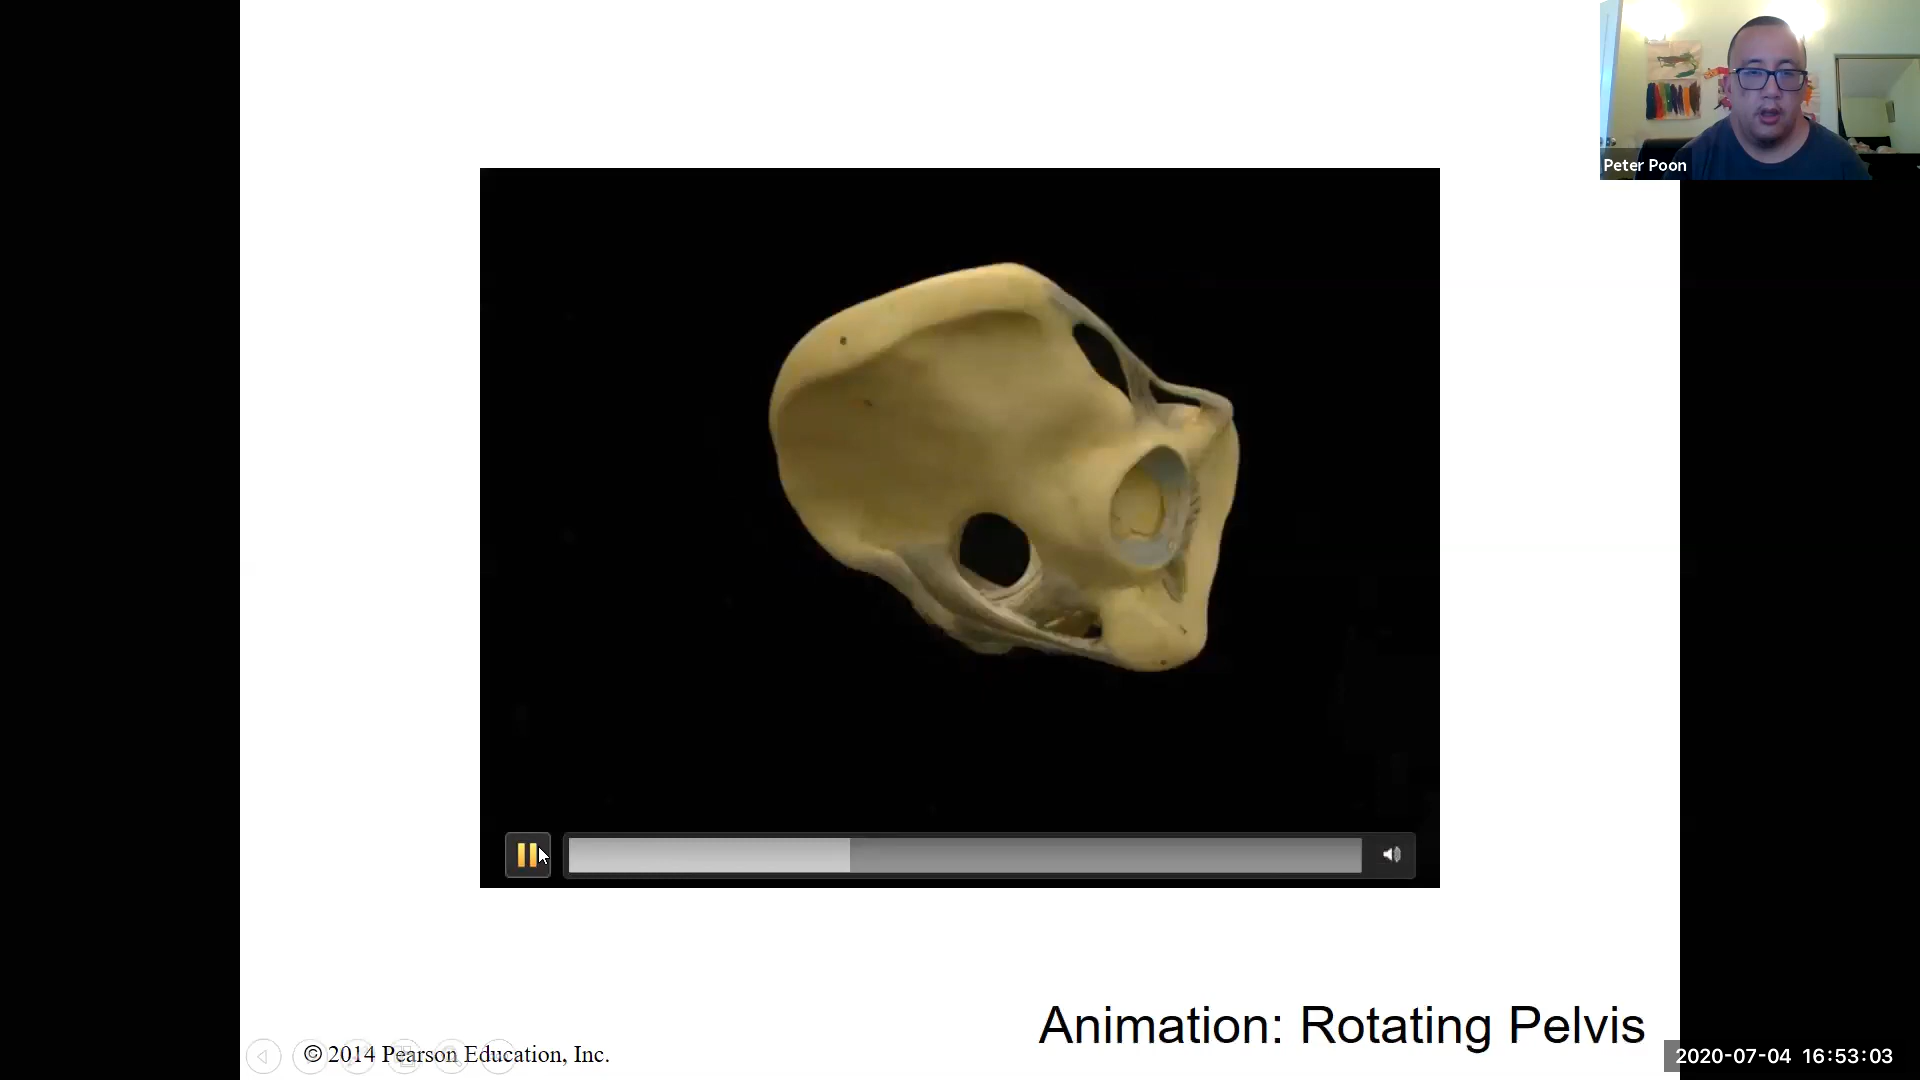 Peter Poon
Animation: Rotating Pelvis
© 2014 Pearson Education, Inc.
2020-07-04 16:53:03